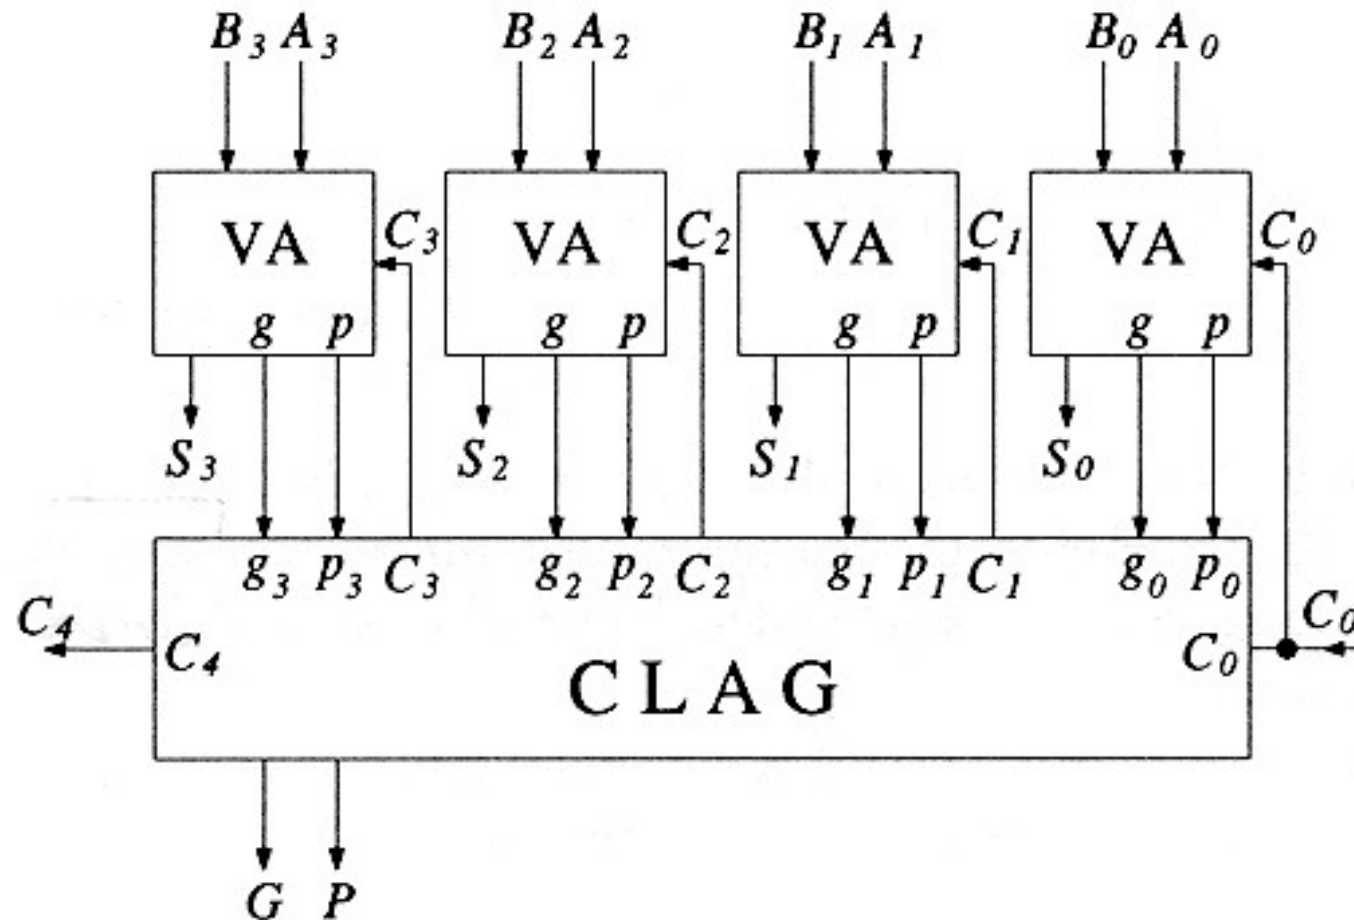 B3 A3 B2 A2 B1 A1 B0 A0
VA C3 VA C2 VA C1 VA C0
g p g p g p g p
S3 S2 S1 S0
g3 p3 C3 g2 p2 C2 g1 p1 C1 g0 p0
C4 C4 C0 C0
CLAG
G P